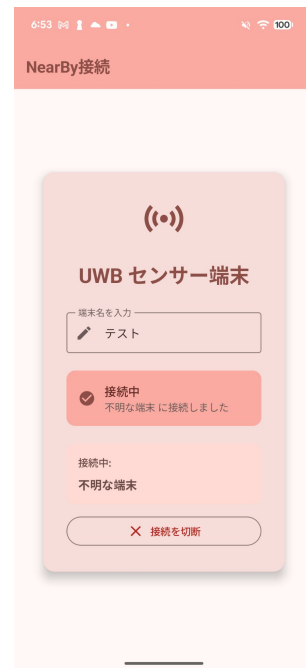 6:53
100
NearBy接続
UWB センサー端末
端末名を入力
テスト
接続中
不明な端末 に接続しました
接続中:
不明な端末
接続を切断